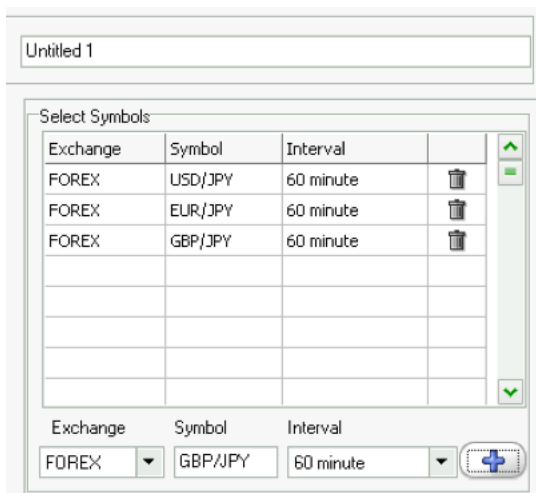 Untitled 1
Select Symbols
Exchange Symbol Interval
FOREX USD/JPY 60 minute
FOREX EUR/JPY 60 minute
FOREX GBP/JPY 60 minute
Exchange Symbol Interval
FOREX GBP/JPY 60 minute